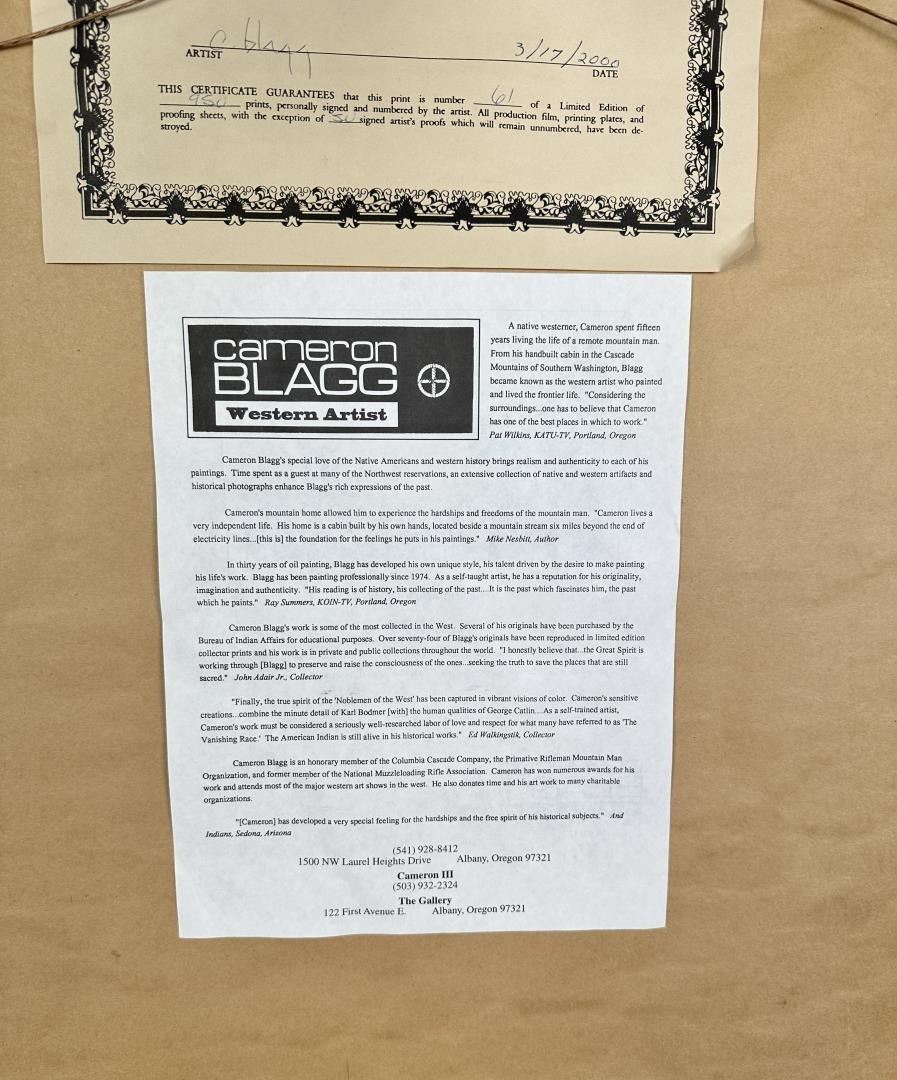 C. Blagg 3/17/2000
ARTIST DATE
THIS CERTIFICATE GUARANTEES that this print is number 61 of a Limited Edition of
950 prints, personally signed and numbered by the artist. All production film, printing plates, and
proofing sheets, with the exception of 50 signed artist's proofs which will remain unnumbered, have been de-
stroyed.
cameron
BLAGG
Western Artist
A native westerner, Cameron spent fifteen
years living the life of a remote mountain man.
From his handbuilt cabin in the Cascade
Mountains of Southern Washington, Blagg
became known as the western artist who painted
and lived the frontier life. "Considering the
surroundings...one has to believe that Cameron
has one of the best places in which to work."
Pat Wilkins, KATU-TV, Portland, Oregon
Cameron Blagg's special love of the Native Americans and western history brings realism and authenticity to each of his
paintings. Time spent as a guest at many of the Northwest reservations, an extensive collection of native and western artifacts and
historical photographs enhance Blagg's rich expressions of the past.
Cameron's mountain home allowed him to experience the hardships and freedoms of the mountain man. "Cameron lives a
very independent life. His home is a cabin built by his own hands, located beside a mountain stream six miles beyond the end of
electricity lines...[this is] the foundation for the feelings he puts in his paintings." Mike Nesbitt, Author
In thirty years of oil painting, Blagg has developed his own unique style, his talent driven by the desire to make painting
his life's work. Blagg has been painting professionally since 1974. As a self-taught artist, he has a reputation for his originality,
imagination and authenticity. "His reading is of history, his collecting of the past....It is the past which fascinates him, the past
which he paints." Ray Summers, KOIN-TV, Portland, Oregon
Cameron Blagg's work is some of the most collected in the West. Several of his originals have been purchased by the
Bureau of Indian Affairs for educational purposes. Over seventy-four of Blagg's originals have been reproduced in limited edition
collector prints and his work is in private and public collections throughout the world. "I honestly believe that...the Great Spirit is
working through [Blagg] to preserve and raise the consciousness of the ones...seeking the truth to save the places that are still
sacred." John Adair Jr., Collector
"Finally, the true spirit of the 'Noblemen of the West' has been captured in vibrant visions of color. Cameron's sensitive
creations...combine the minute detail of Karl Bodmer [with] the human qualities of George Catlin....As a self-trained artist,
Cameron's work must be considered a seriously well-researched labor of love and respect for what many have referred to as 'The
Vanishing Race.' The American Indian is still alive in his historical works." Ed Walkingstik, Collector
Cameron Blagg is an honorary member of the Columbia Cascade Company, the Primative Rifleman Mountain Man
Organization, and former member of the National Muzzleloading Rifle Association. Cameron has won numerous awards for his
work and attends most of the major western art shows in the west. He also donates time and his art work to many charitable
organizations.
"[Cameron] has developed a very special feeling for the hardships and the free spirit of his historical subjects." And
Indians, Sedona, Arizona
(541) 928-8412
1500 NW Laurel Heights Drive Albany, Oregon 97321
Cameron III
(503) 932-2324
The Gallery
122 First Avenue E. Albany, Oregon 97321